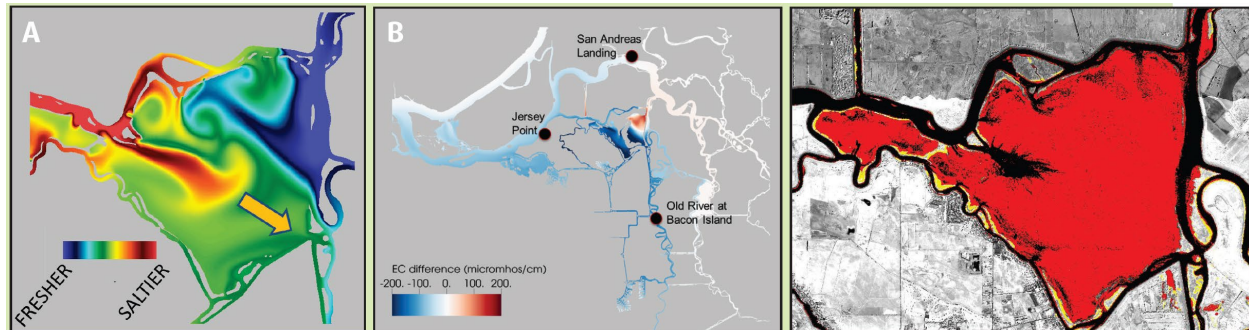 A
FRESHER
SALTIER
B
San Andreas
Landing
Jersey
Point
Old River at
Bacon Island
EC difference (micromhos/cm)
-200. -100. 0. 100. 200.